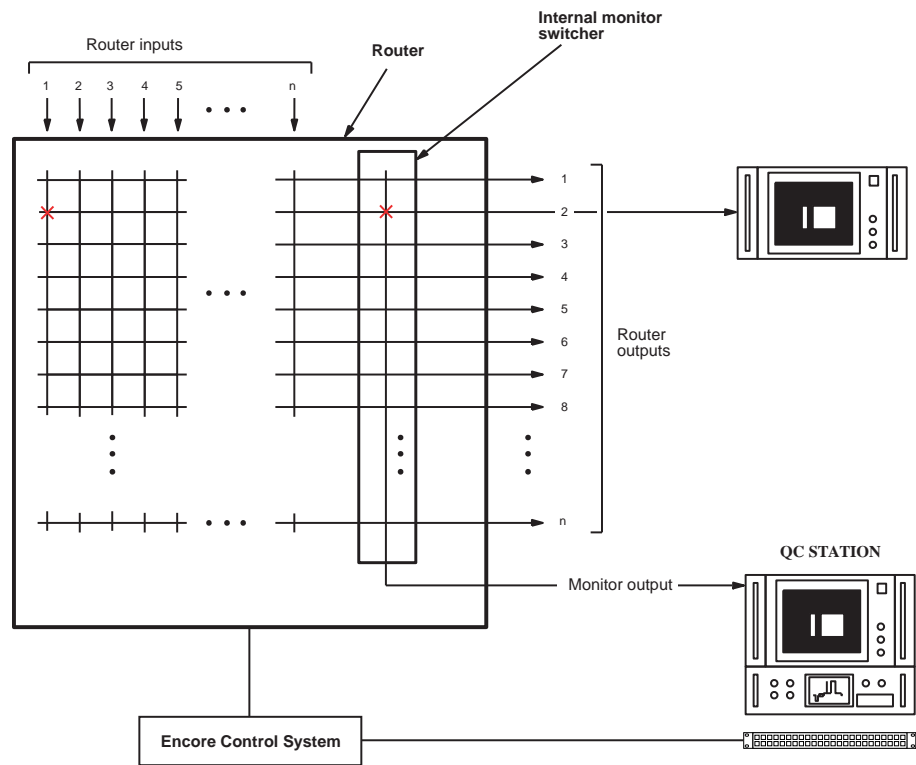 Internal monitor
switcher
Router inputs
Router
1 2 3 4 5 n
1
2
3
4
5
6
7
8
n
Router
outputs
QC STATION
Monitor output
Encore Control System